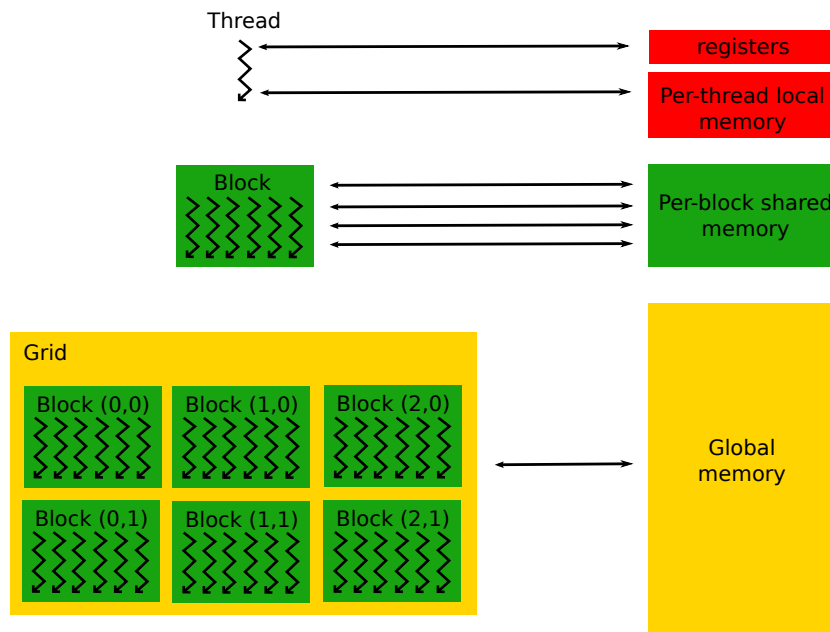 Thread
registers
Per-thread local
memory
Block
Per-block shared
memory
Grid
Block (0,0)
Block (1,0)
Block (2,0)
Block (0,1)
Block (1,1)
Block (2,1)
Global
memory